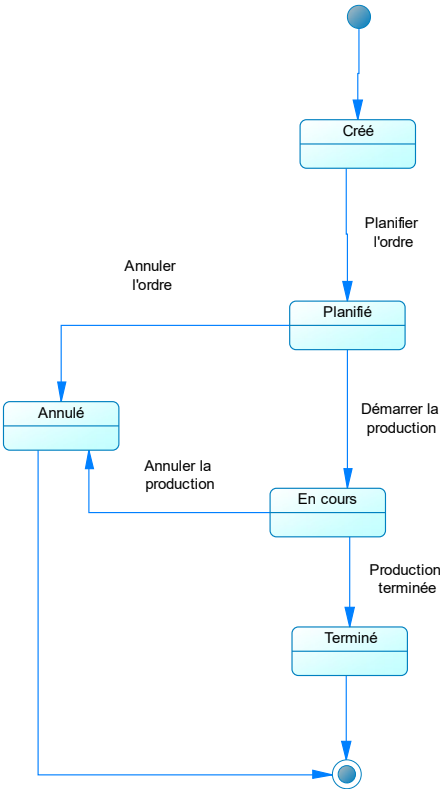 Créé
Planifier
l'ordre
Annuler
l'ordre
Planifié
Annulé
Démarrer la
production
Annuler la
production
En cours
Production
terminée
Terminé